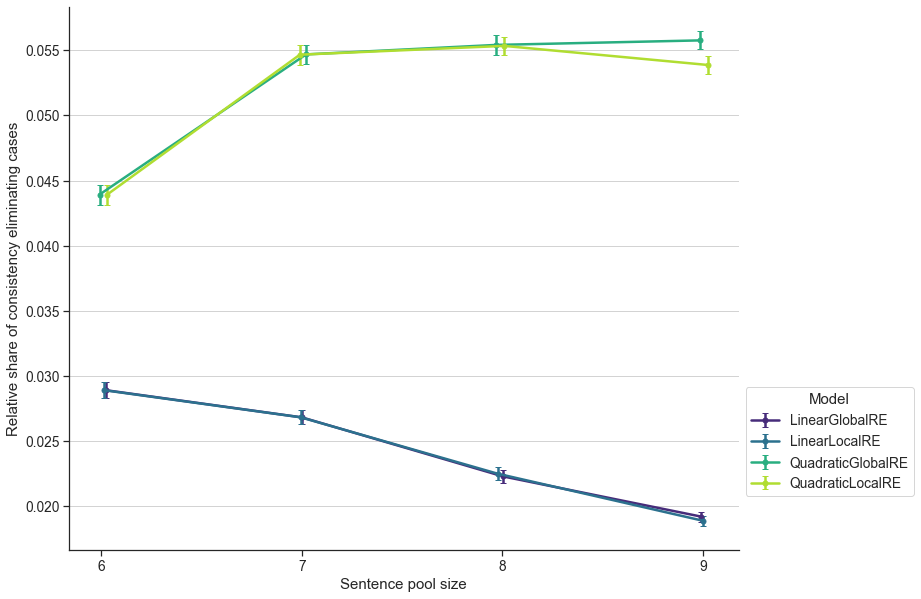 Relative share of consistency eliminating cases
0.055
0.050
0.045
0.040
0.035
0.030
0.025
0.020
6 7 8 9
Sentence pool size
Model
LinearGlobalRE
LinearLocalRE
QuadraticGlobalRE
QuadraticLocalRE